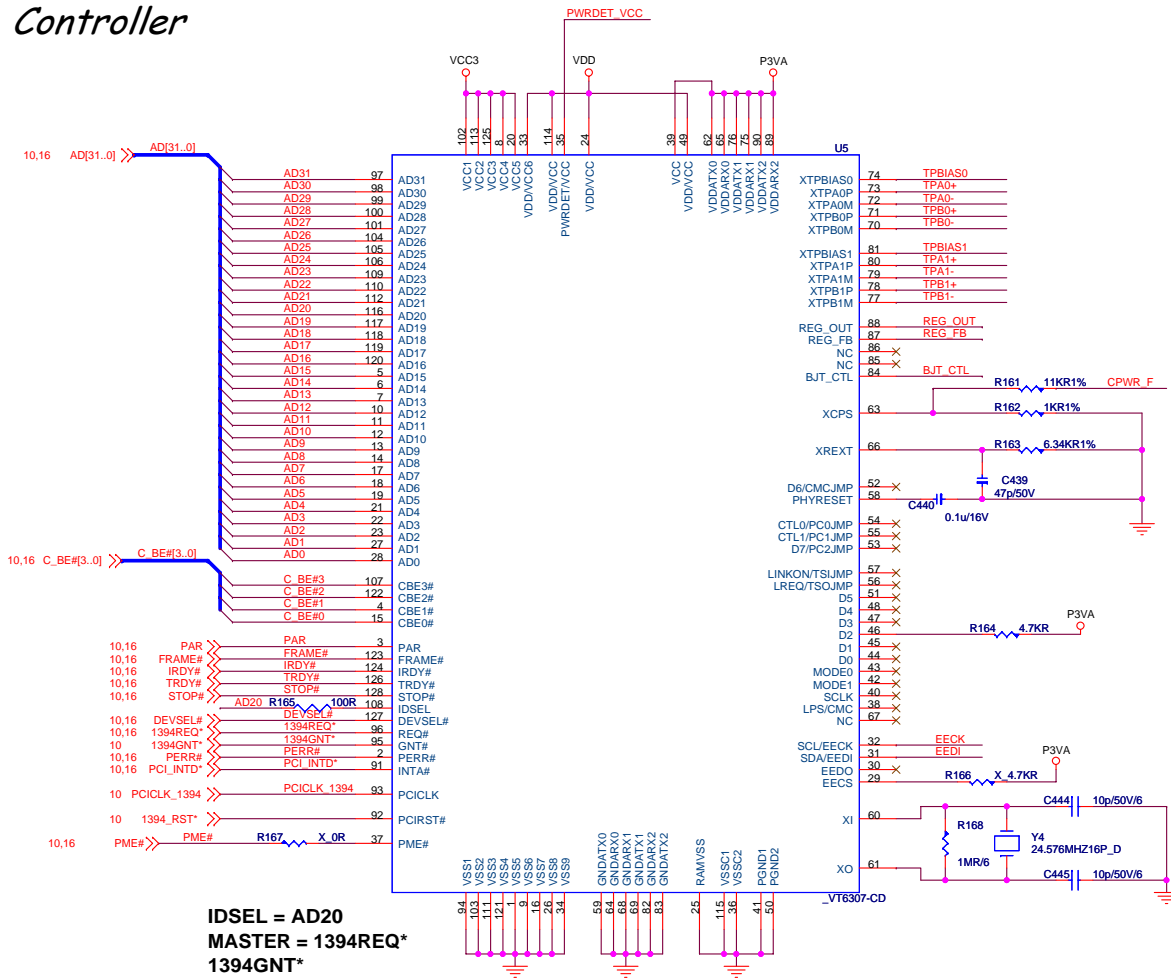 Controller
PWRDET_VCC
VCC3
VDD
P3VA
102
113
125
8
20
33
114
35
24
39
49
62
65
76
75
90
89
U5
VCC1
VCC2
VCC3
VCC4
VCC5
VDD/VCC6
VDD/VCC
PWRDET/VCC
VDD/VCC
VCC
VDD/VCC
VDDATX0
VDDARX0
VDDATX1
VDDARX1
VDDATX2
VDDARX2
10,16 AD[31..0] AD[31..0]
AD31 97 AD31
AD30 98 AD30
AD29 99 AD29
AD28 100 AD28
AD27 101 AD27
AD26 104 AD26
AD25 105 AD25
AD24 106 AD24
AD23 109 AD23
AD22 110 AD22
AD21 112 AD21
AD20 116 AD20
AD19 117 AD19
AD18 118 AD18
AD17 119 AD17
AD16 120 AD16
AD15 5 AD15
AD14 6 AD14
AD13 7 AD13
AD12 10 AD12
AD11 11 AD11
AD10 12 AD10
AD9 13 AD9
AD8 14 AD8
AD7 17 AD7
AD6 18 AD6
AD5 19 AD5
AD4 21 AD4
AD3 22 AD3
AD2 23 AD2
AD1 27 AD1
AD0 28 AD0
10,16 C_BE#[3..0] C_BE#[3..0]
C_BE#3 107 CBE3#
C_BE#2 122 CBE2#
C_BE#1 4 CBE1#
C_BE#0 15 CBE0#
10,16 PAR PAR 3 PAR
10,16 FRAME# FRAME# 123 FRAME#
10,16 IRDY# IRDY# 124 IRDY#
10,16 TRDY# TRDY# 126 TRDY#
10,16 STOP# STOP# 128 STOP#
AD20 R165 100R 108 IDSEL
10,16 DEVSEL# DEVSEL# 127 DEVSEL#
10,16 1394REQ* 1394REQ* 96 REQ#
10 1394GNT* 1394GNT* 95 GNT#
10,16 PERR# PERR# 2 PERR#
10,16 PCI_INTD* PCI_INTD* 91 INTA#
10 PCICLK_1394 PCICLK_1394 93 PCICLK
10 1394_RST* 92 PCIRST#
10,16 PME# PME# R167 X_0R 37 PME#
XTPBIAS0 74 TPBIAS0
XTPA0P 73 TPA0+
XTPA0M 72 TPA0-
XTPB0P 71 TPB0+
XTPB0M 70 TPB0-
XTPBIAS1 81 TPBIAS1
XTPA1P 80 TPA1+
XTPA1M 79 TPA1-
XTPB1P 78 TPB1+
XTPB1M 77 TPB1-
REG_OUT 88 REG_OUT
REG_FB 87 REG_FB
NC 86
NC 85
BJT_CTL 84 BJT_CTL
R161 11KR1% CPWR_F
XCPS 63 R162 1KR1%
XREXT 66 R163 6.34KR1%
C439
47p/50V
D6/CMCJMP 52
PHYRESET 58 C440 0.1u/16V
CTL0/PC0JMP 54
CTL1/PC1JMP 55
D7/PC2JMP 53
LINKON/TSIJMP 57
LREQ/TSOJMP 56
D5 51
D4 48
D3 47
D2 46 R164 4.7KR P3VA
D1 45
D0 44
MODE0 43
MODE1 42
SCLK 40
LPS/CMC 38
NC 67
SCL/EECK 32 EECK
SDA/EEDI 31 EEDI
EEDO 30
EECS 29 R166 X_4.7KR P3VA
XI 60 C444 10p/50V/6
R168
1MR/6
Y4
24.576MHZ16P_D
XO 61 C445 10p/50V/6
_VT6307-CD
VSS1
VSS2
VSS3
VSS4
VSS5
VSS6
VSS7
VSS8
VSS9
GNDATX0
GNDARX0
GNDARX1
GNDATX1
GNDARX2
GNDATX2
RAMVSS
VSSC1
VSSC2
PGND1
PGND2
94
103
111
121
1
9
16
26
34
59
64
68
69
82
83
25
115
36
41
50
IDSEL = AD20
MASTER = 1394REQ*
1394GNT*